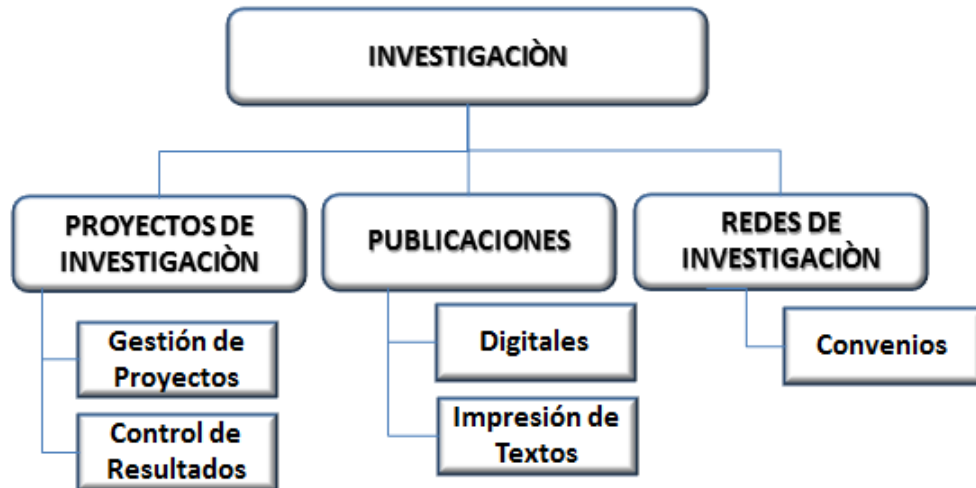 INVESTIGACIÒN
PROYECTOS DE
INVESTIGACIÒN
PUBLICACIONES
REDES DE
INVESTIGACIÒN
Gestión de
Proyectos
Control de
Resultados
Digitales
Impresión de
Textos
Convenios